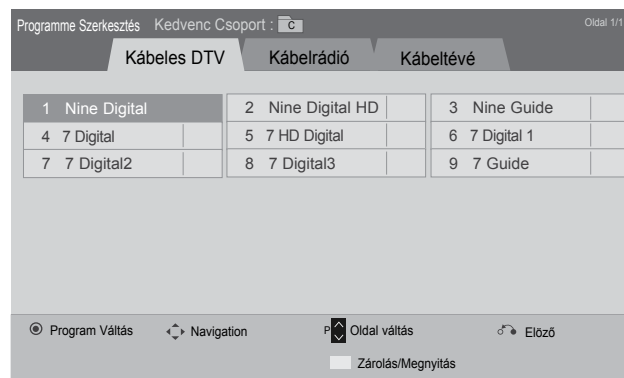 Programme Szerkesztés Kedvenc Csoport : C Oldal 1/1
Kábeles DTV Kábelrádió Kábeltévé
1 Nine Digital 2 Nine Digital HD 3 Nine Guide
4 7 Digital 5 7 HD Digital 6 7 Digital 1
7 7 Digital2 8 7 Digital3 9 7 Guide
Program Váltás Navigation P Oldal váltás Elöző
Zárolás/Megnyitás